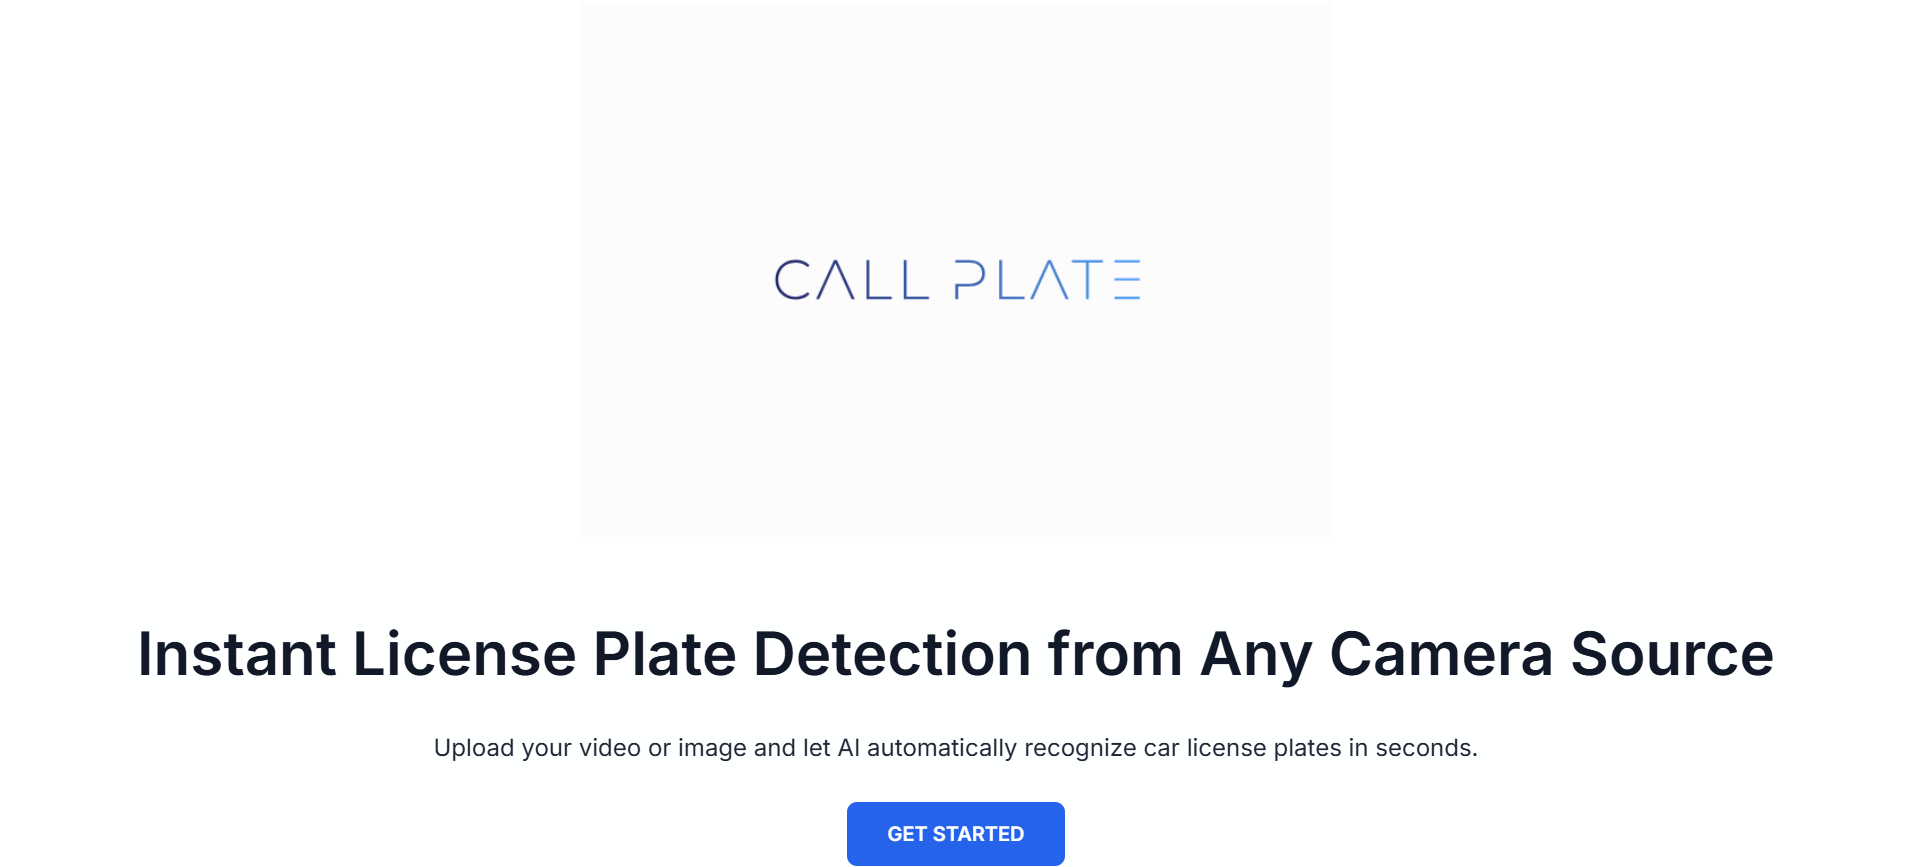 CALL PLATE
Instant License Plate Detection from Any Camera Source
Upload your video or image and let AI automatically recognize car license plates in seconds.
GET STARTED